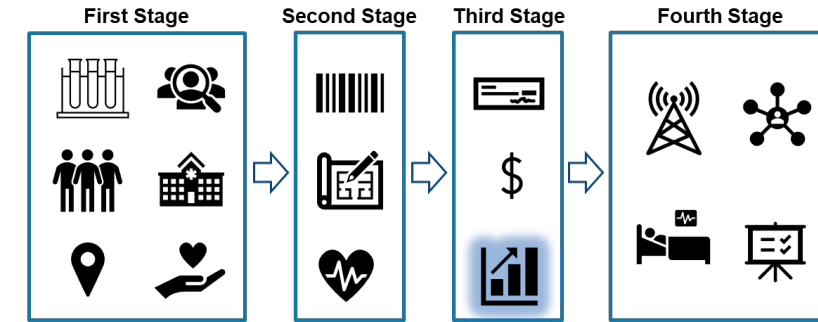 First Stage
Second Stage
Third Stage
Fourth Stage
$